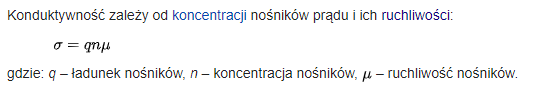 Konduktywność zależy od koncentracji nośników prądu i ich ruchliwości:
σ = qnμ
gdzie: q – ładunek nośników, n – koncentracja nośników, μ – ruchliwość nośników.